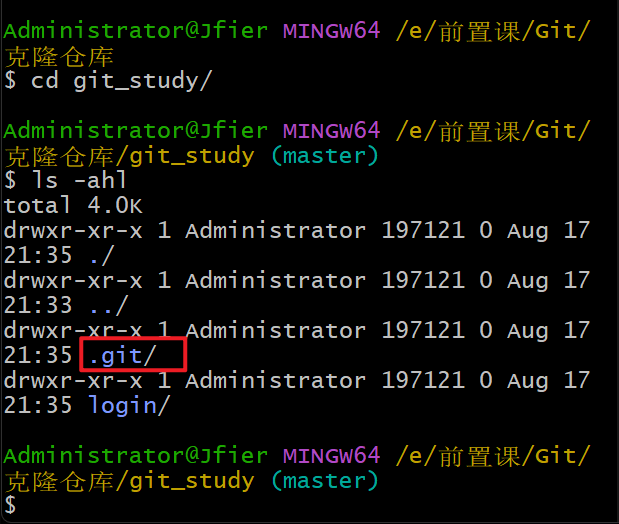 Administrator@Jfier MINGW64 /e/前置课/Git/
克隆仓库
$ cd git_study/
Administrator@Jfier MINGW64 /e/前置课/Git/
克隆仓库/git_study (master)
$ ls -ahl
total 4.0K
drwxr-xr-x 1 Administrator 197121 0 Aug 17
21:35 ./
drwxr-xr-x 1 Administrator 197121 0 Aug 17
21:33 ../
drwxr-xr-x 1 Administrator 197121 0 Aug 17
21:35 .git/
drwxr-xr-x 1 Administrator 197121 0 Aug 17
21:35 login/
Administrator@Jfier MINGW64 /e/前置课/Git/
克隆仓库/git_study (master)
$